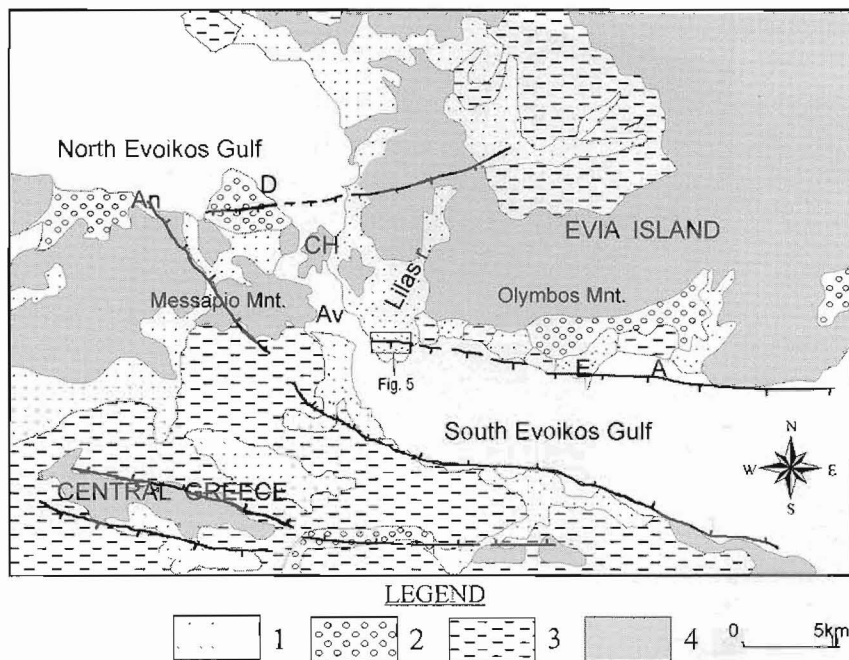 North Evoikos Gulf
D
An
CH
EVIA ISLAND
Lilas r.
Messapio Mnt.
Olymbos Mnt.
Av
Fig. 5
E
A
South Evoikos Gulf
N
W
E
S
CENTRAL GREECE
LEGEND
1
2
3
4
0
5km